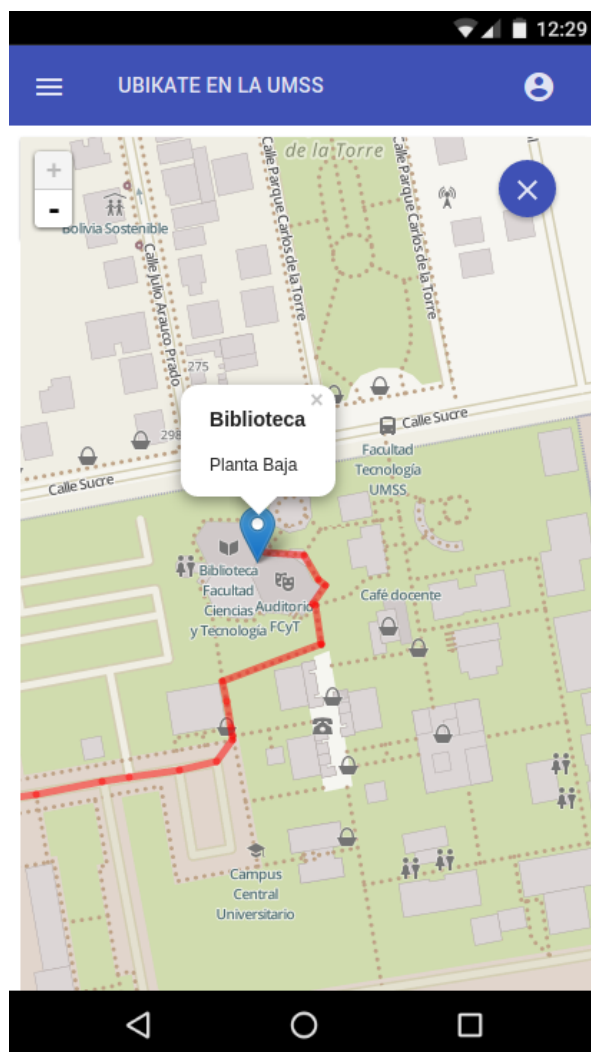 12:29
UBIKATE EN LA UMSS
+
-
de la Torre
Bolivia Sostenible
Calle Parque Carlos de la Torre
Calle Parque Carlos de la Torre
Calle Julio Arauco Prado
275
298
×
Biblioteca
Planta Baja
Calle Sucre
Calle Sucre
Facultad
Tecnología
UMSS
Biblioteca
Facultad
Ciencias
y Tecnología
Auditorio
FCyT
Café docente
Campus
Central
Universitario